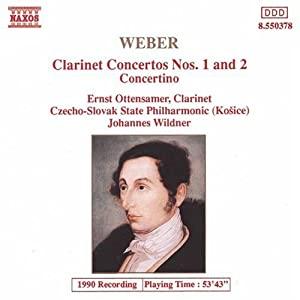 NAXOS
DDD
8.550378
WEBER
Clarinet Concertos Nos. 1 and 2
Concertino
Ernst Ottensamer, Clarinet
Czecho-Slovak State Philharmonic (Košice)
Johannes Wildner
1990 Recording
Playing Time : 53'43"